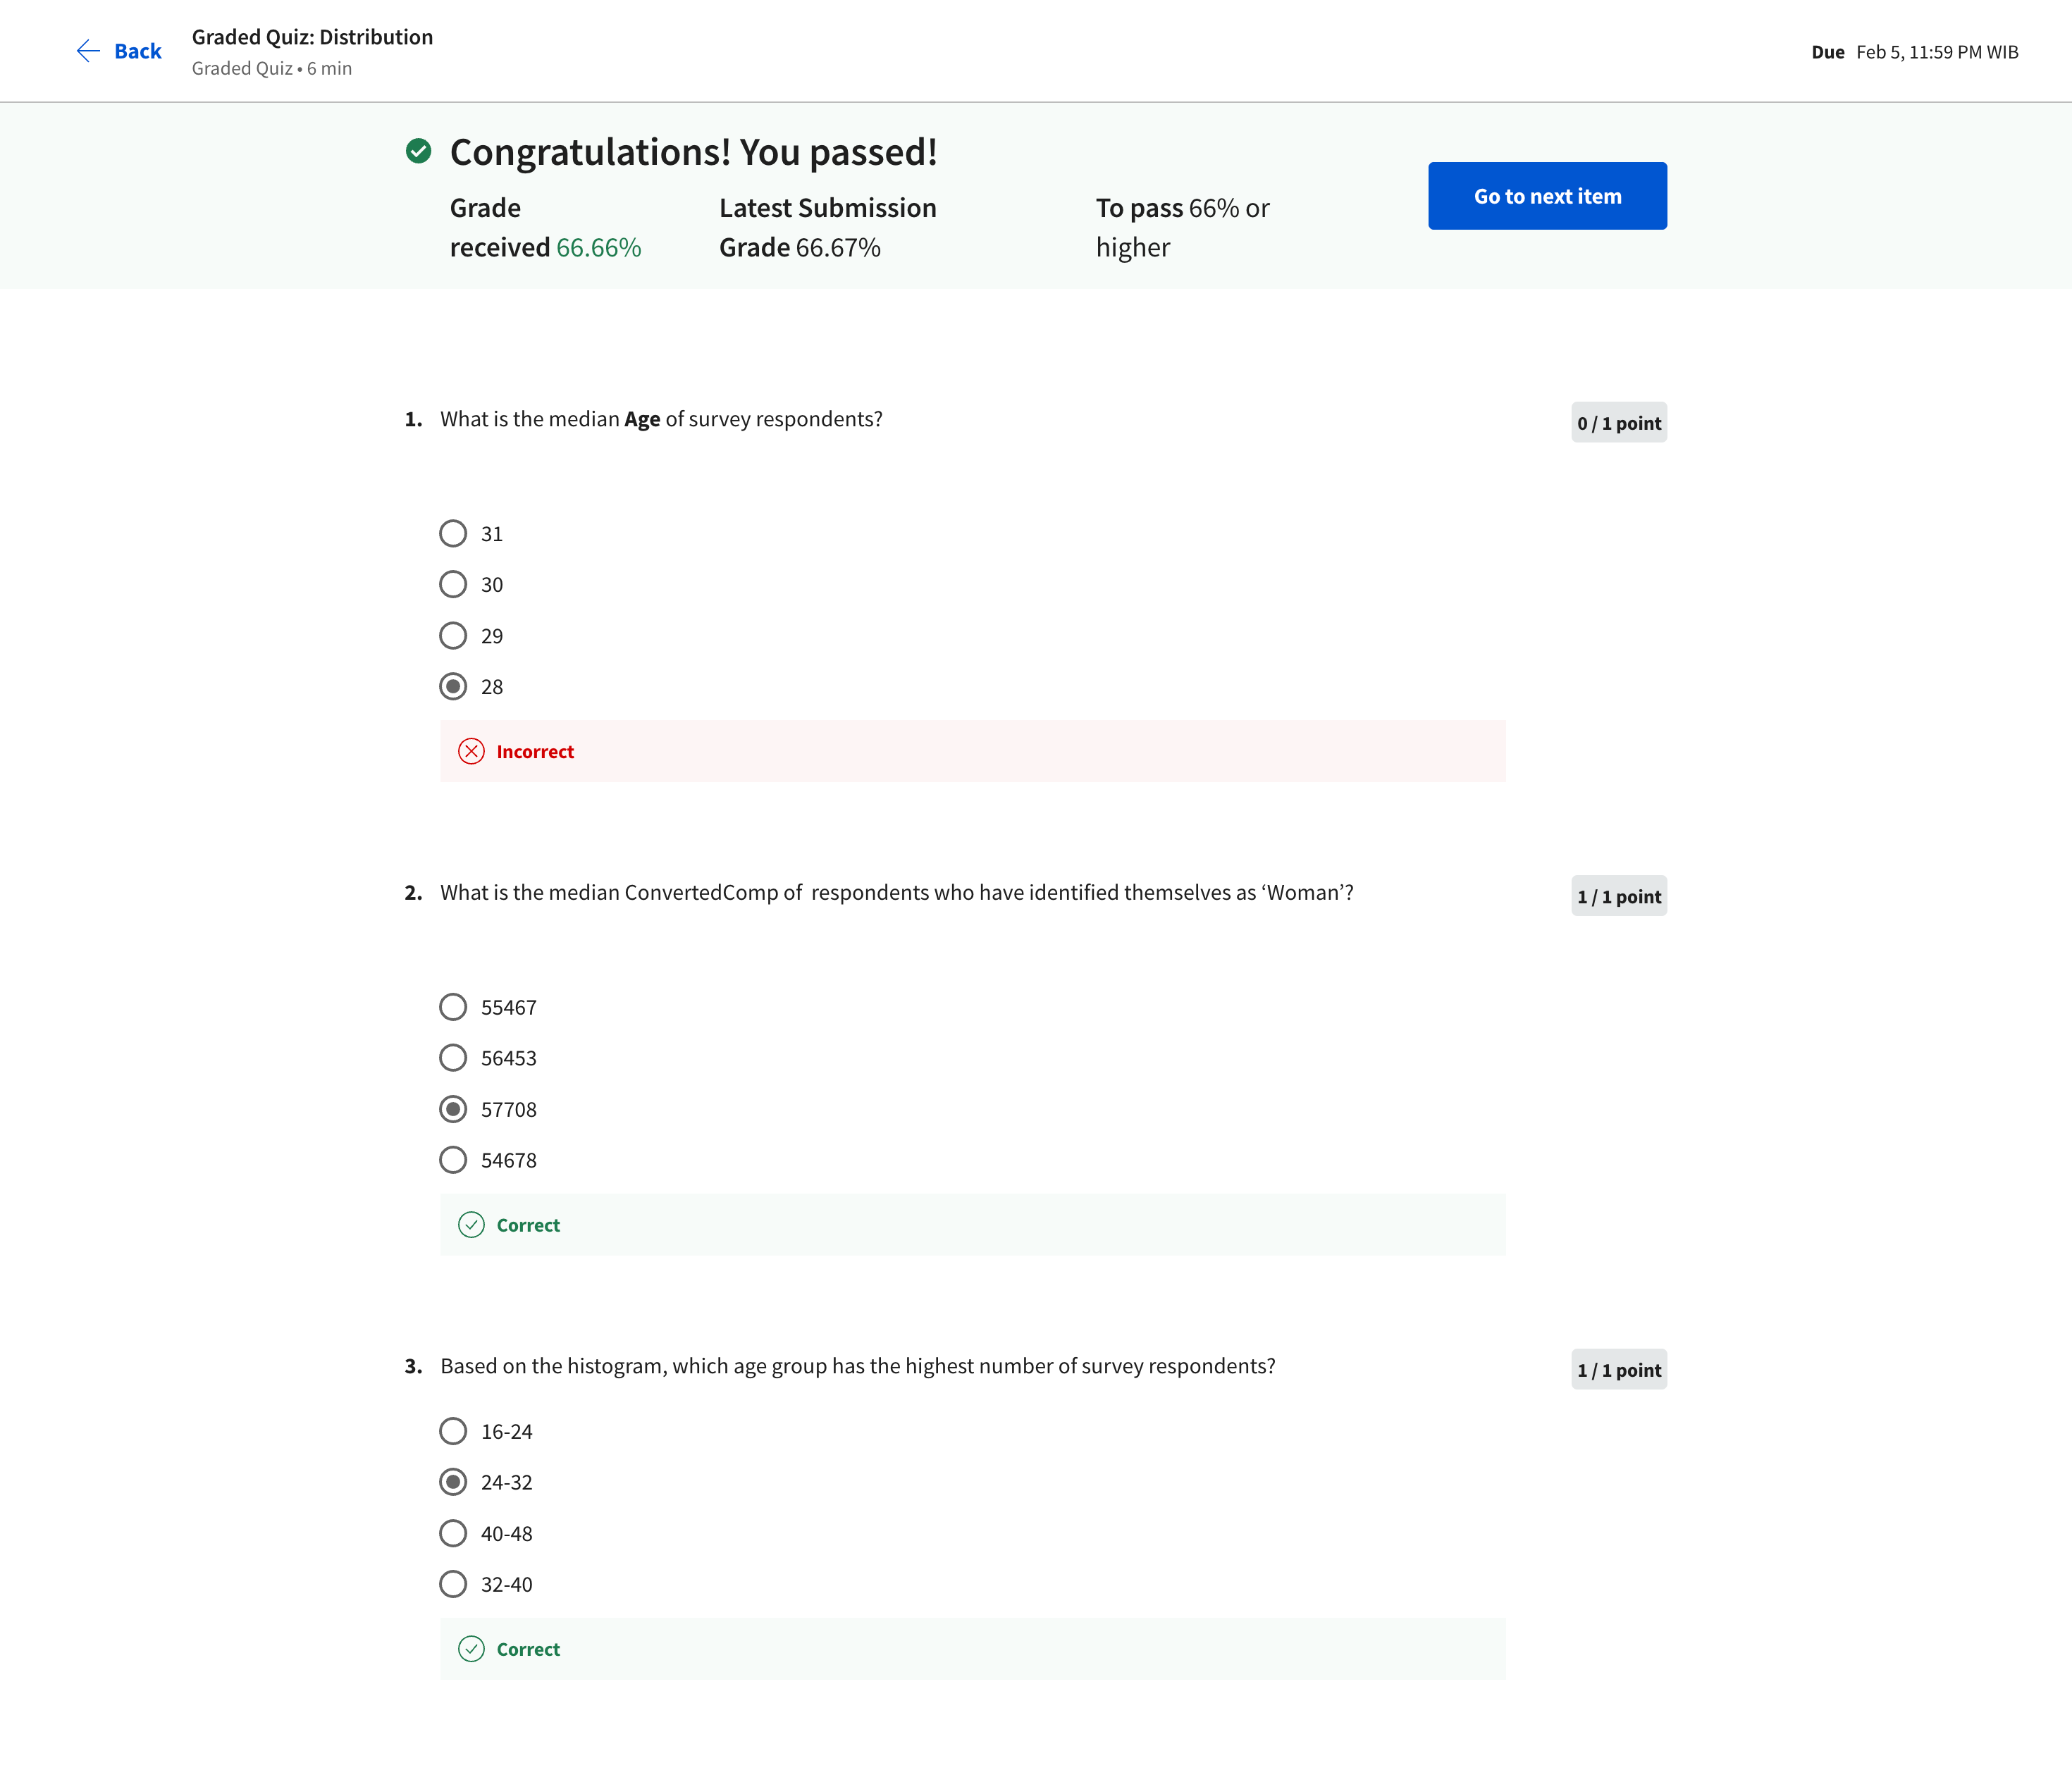 Back
Graded Quiz: Distribution
Graded Quiz • 6 min
Due Feb 5, 11:59 PM WIB
Congratulations! You passed!
Grade
received 66.66%
Latest Submission
Grade 66.67%
To pass 66% or
higher
Go to next item
1. What is the median Age of survey respondents?
0 / 1 point
31
30
29
28
Incorrect
2. What is the median ConvertedComp of  respondents who have identified themselves as ‘Woman’?
1 / 1 point
55467
56453
57708
54678
Correct
3. Based on the histogram, which age group has the highest number of survey respondents?
1 / 1 point
16-24
24-32
40-48
32-40
Correct